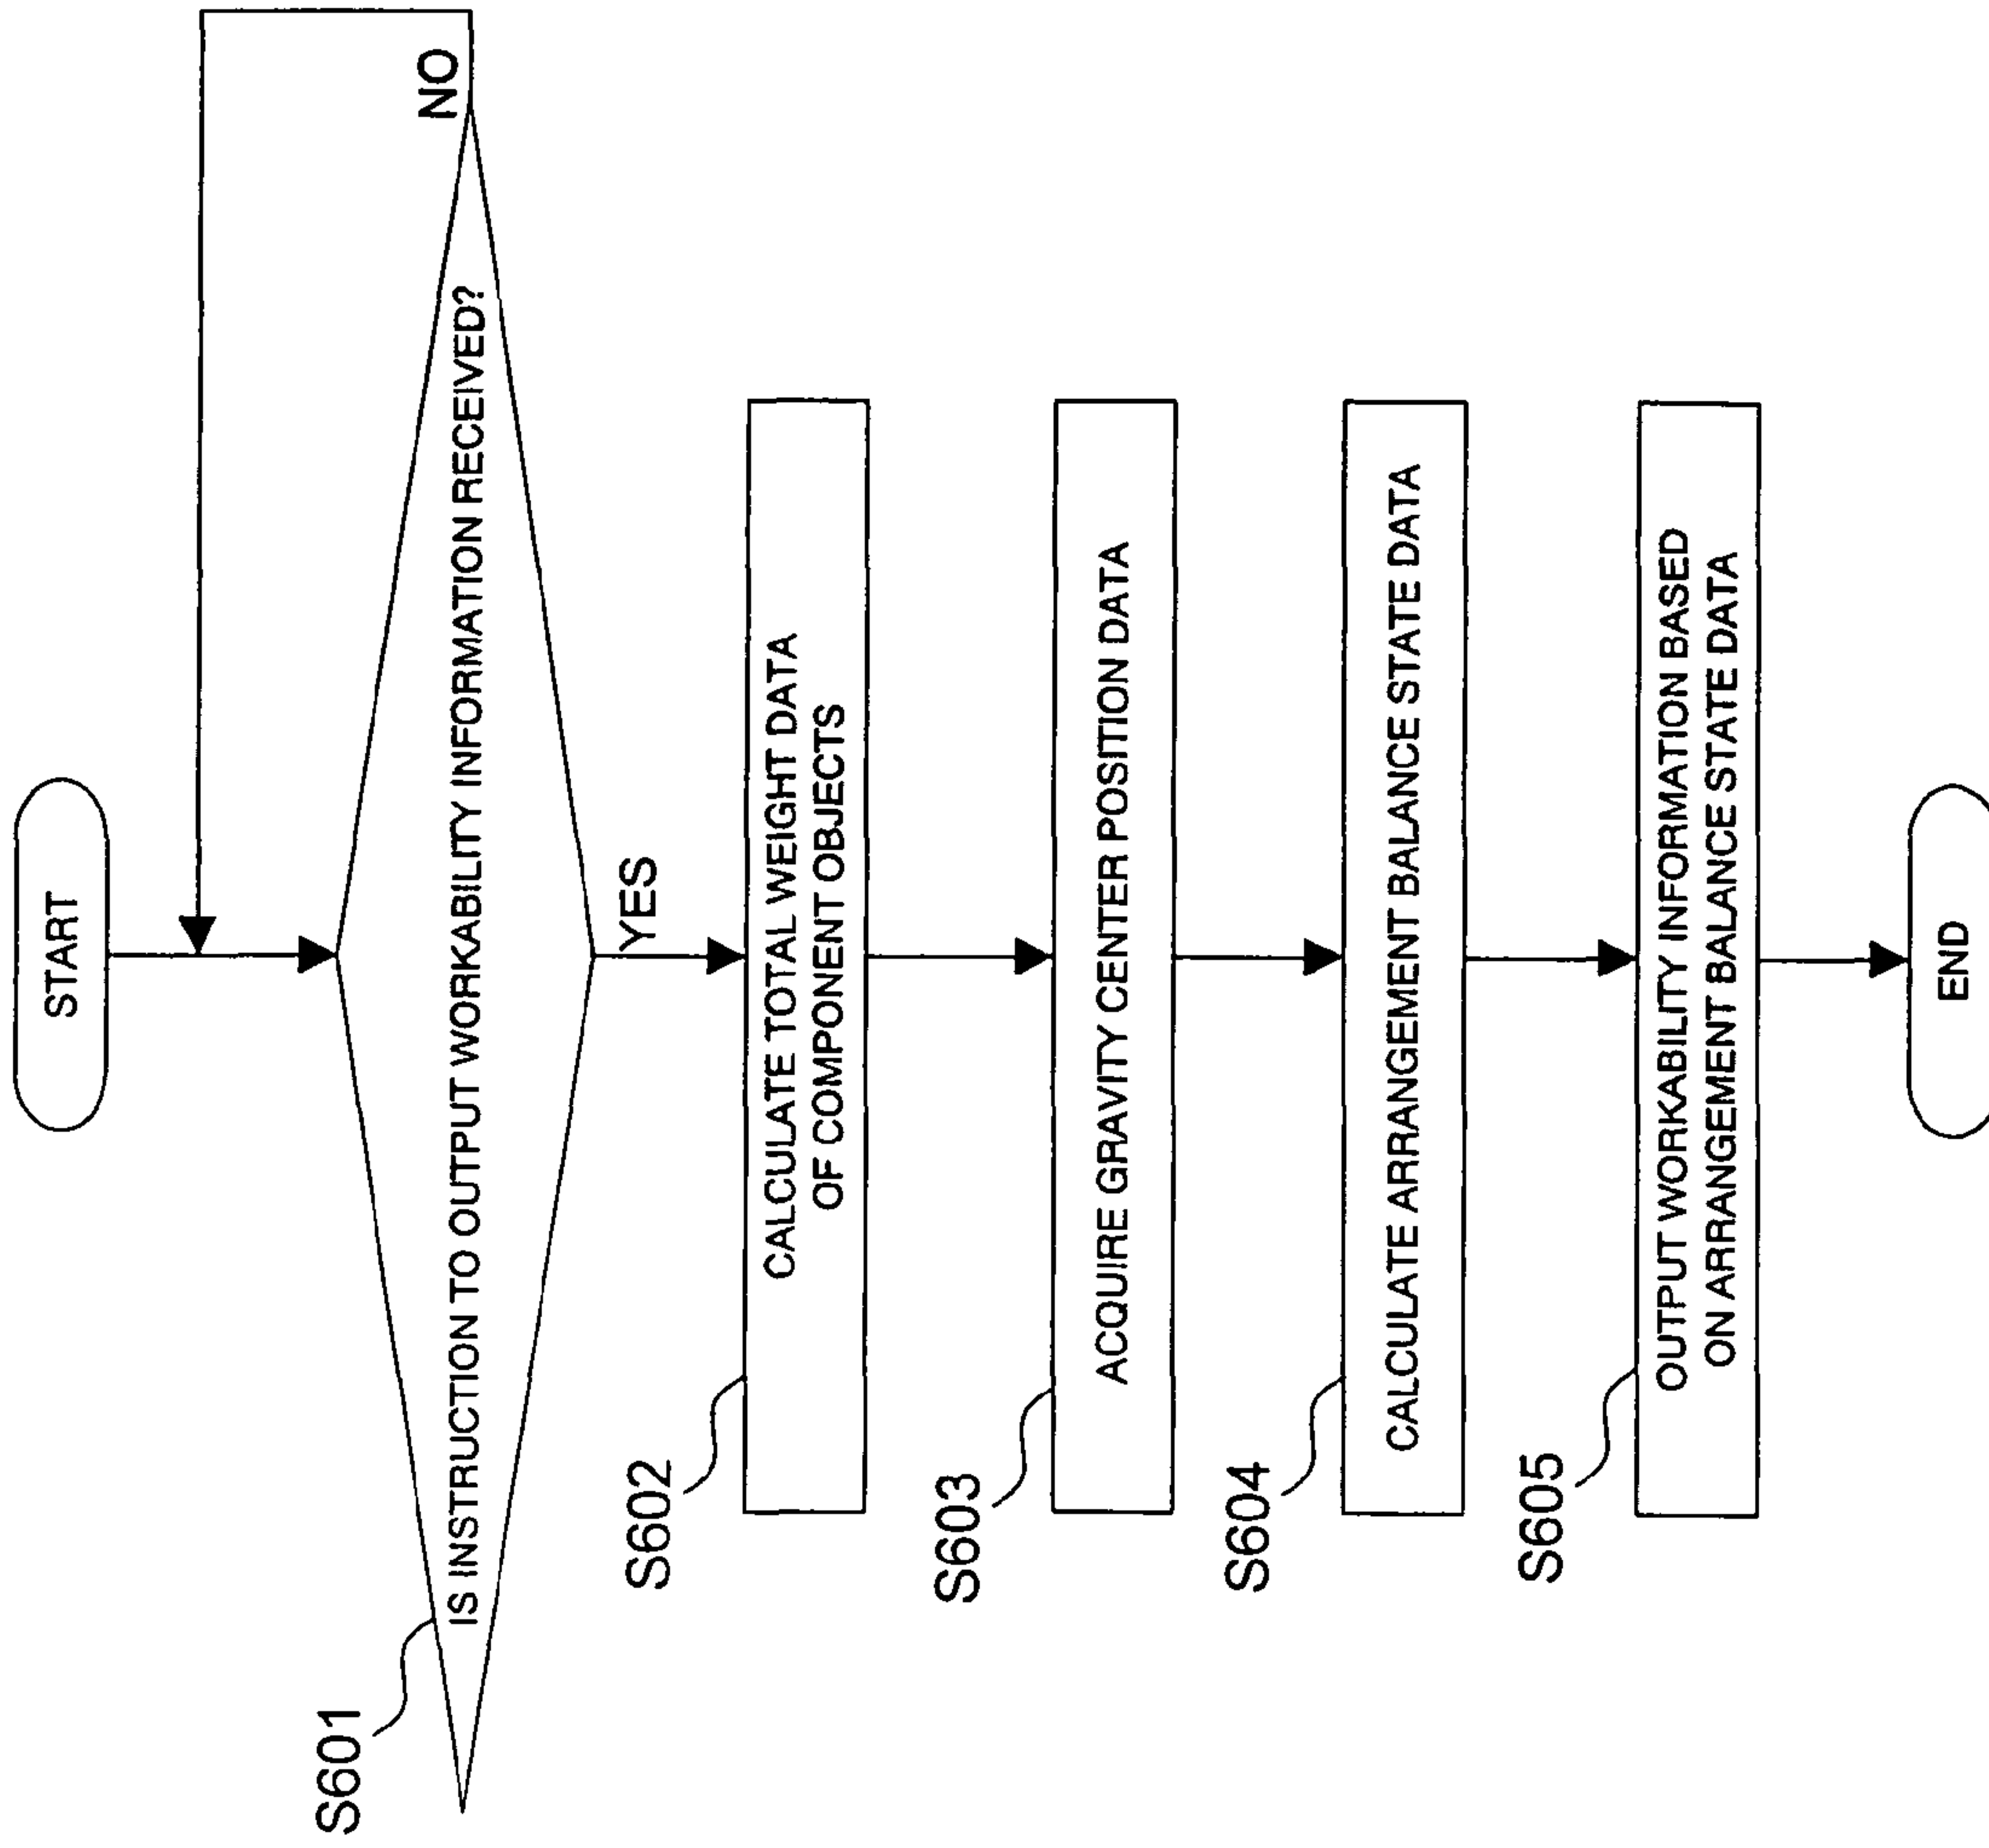 START
S601
IS INSTRUCTION TO OUTPUT WORKABILITY INFORMATION RECEIVED?
NO
YES
S602
CALCULATE TOTAL WEIGHT DATA
OF COMPONENT OBJECTS
S603
ACQUIRE GRAVITY CENTER POSITION DATA
S604
CALCULATE ARRANGEMENT BALANCE STATE DATA
S605
OUTPUT WORKABILITY INFORMATION BASED
ON ARRANGEMENT BALANCE STATE DATA
END